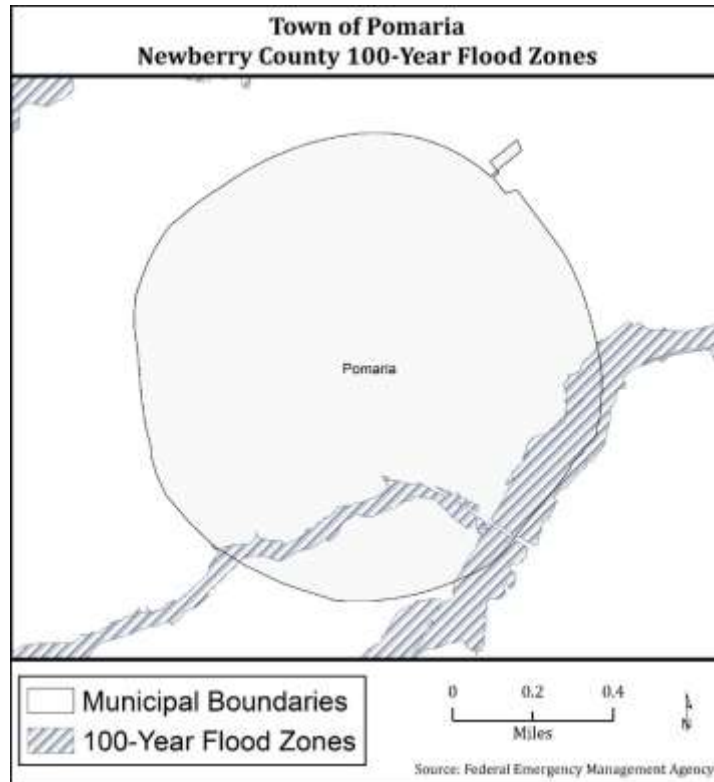 Town of Pomaria
Newberry County 100-Year Flood Zones
Pomaria
Municipal Boundaries
100-Year Flood Zones
0 0.2 0.4
Miles
N
Source: Federal Emergency Management Agency